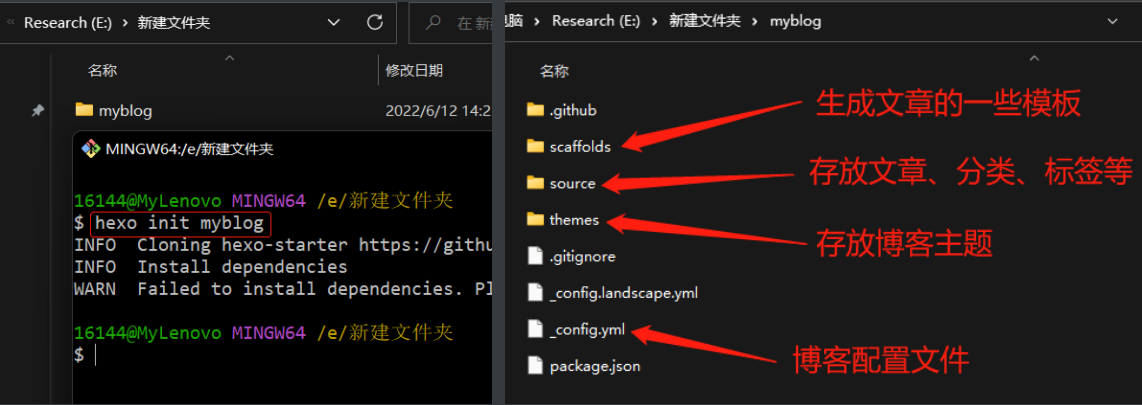 Research (E:) › 新建文件夹
在 新
名称
修改日期
myblog
2022/6/12 14:2
MINGW64:/e/新建文件夹
16144@MyLenovo MINGW64 /e/新建文件夹
$ hexo init myblog
INFO  Cloning hexo-starter https://githu
INFO  Install dependencies
WARN  Failed to install dependencies. Pl
16144@MyLenovo MINGW64 /e/新建文件夹
$
电脑 › Research (E:) › 新建文件夹 › myblog
名称
.github
scaffolds
生成文章的一些模板
source
存放文章、分类、标签等
themes
存放博客主题
.gitignore
_config.landscape.yml
_config.yml
博客配置文件
package.json